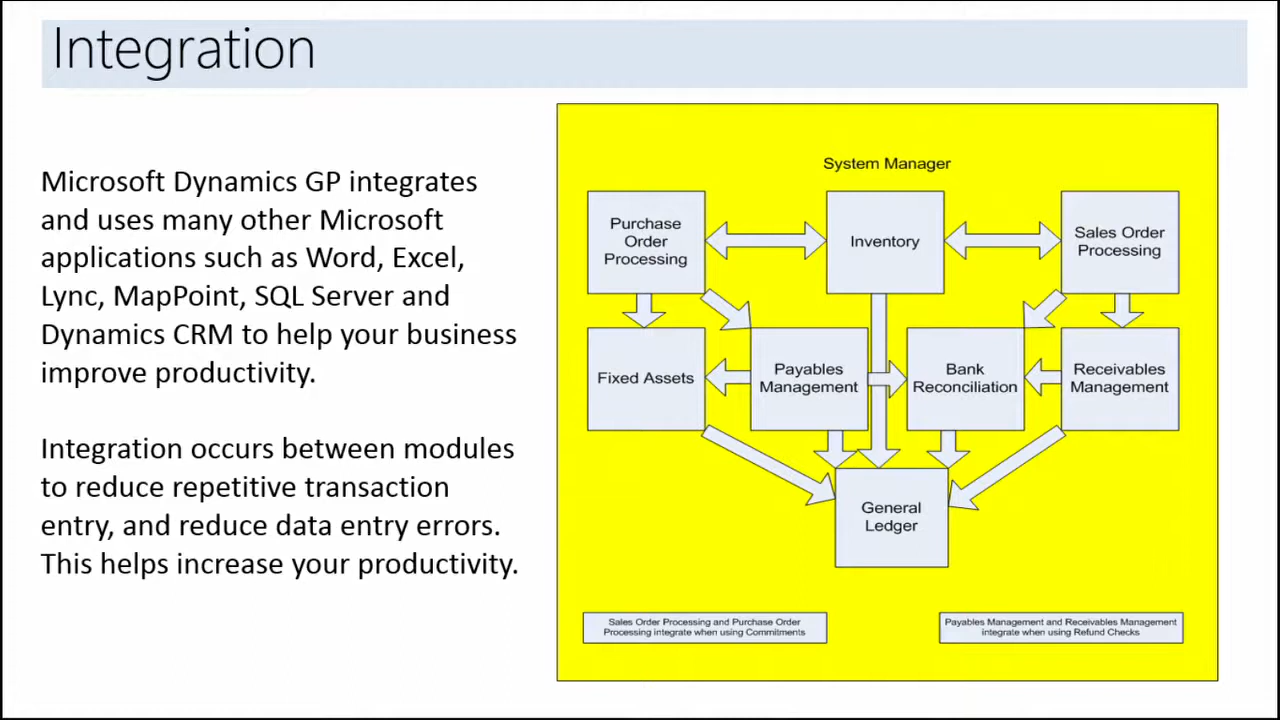 Integration
Microsoft Dynamics GP integrates
and uses many other Microsoft
applications such as Word, Excel,
Lync, MapPoint, SQL Server and
Dynamics CRM to help your business
improve productivity.
Integration occurs between modules
to reduce repetitive transaction
entry, and reduce data entry errors.
This helps increase your productivity.
System Manager
Purchase
Order
Processing
Inventory
Sales Order
Processing
Fixed Assets
Payables
Management
Bank
Reconciliation
Receivables
Management
General
Ledger
Sales Order Processing and Purchase Order
Processing integrate when using Commitments
Payables Management and Receivables Management
integrate when using Refund Checks